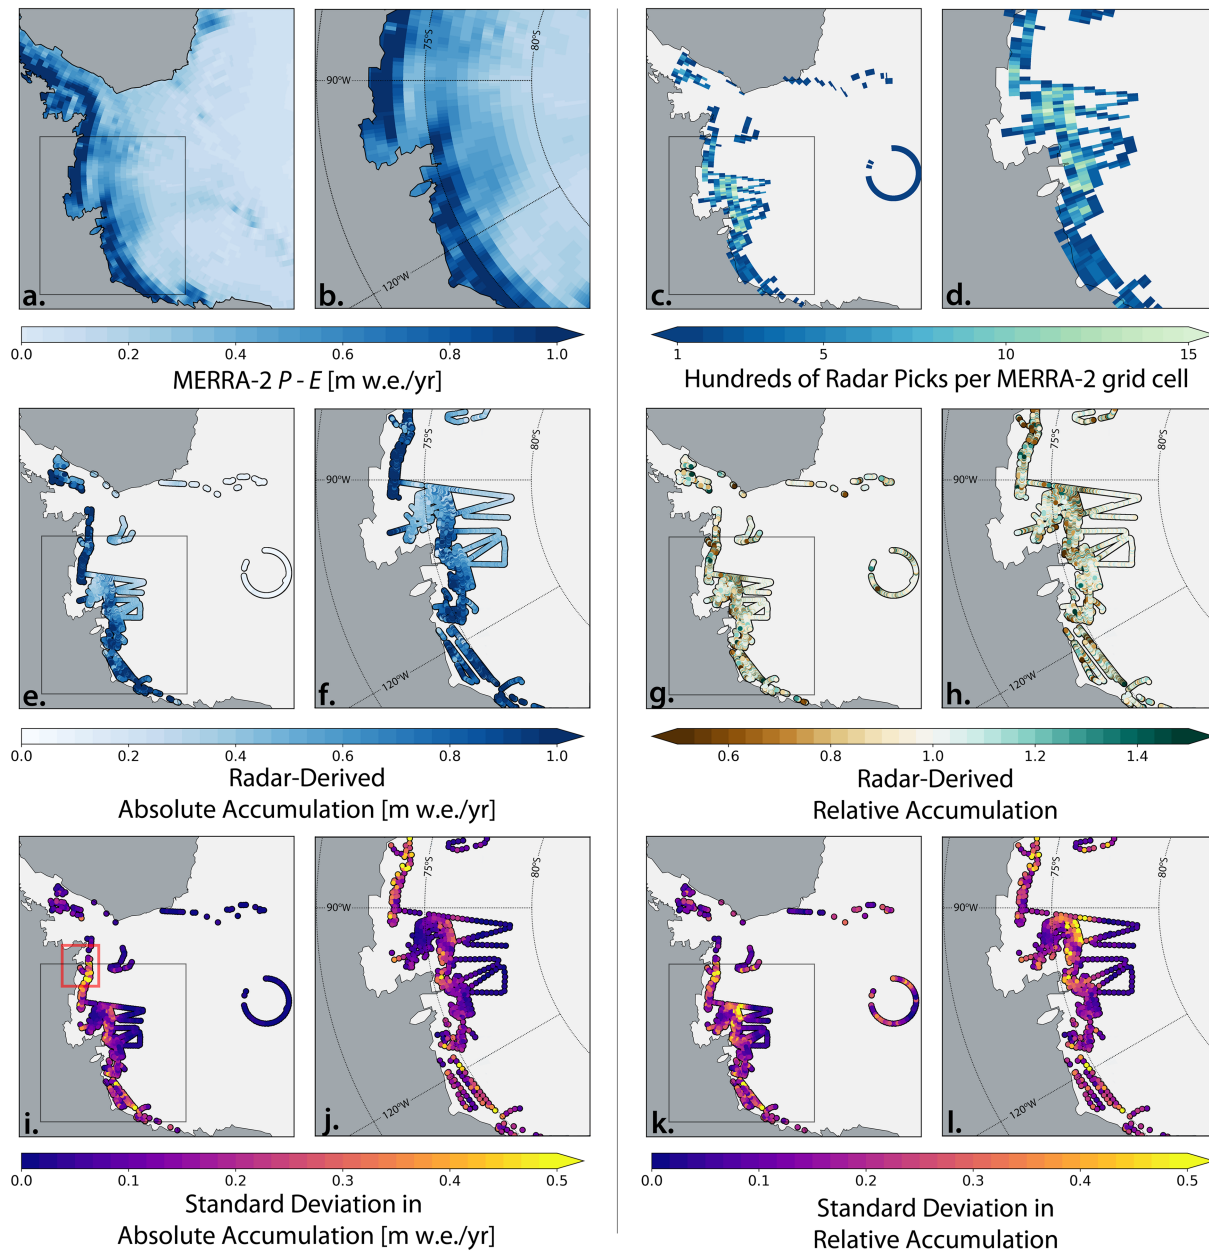 75°S
80°S
90°W
120°W
a.
b.
c.
d.
0.0 0.2 0.4 0.6 0.8 1.0
MERRA-2 P - E [m w.e./yr]
1 5 10 15
Hundreds of Radar Picks per MERRA-2 grid cell
75°S
80°S
90°W
120°W
75°S
80°S
90°W
120°W
e.
f.
g.
h.
0.0 0.2 0.4 0.6 0.8 1.0
Radar-Derived
Absolute Accumulation [m w.e./yr]
0.6 0.8 1.0 1.2 1.4
Radar-Derived
Relative Accumulation
75°S
80°S
90°W
120°W
75°S
80°S
90°W
120°W
i.
j.
k.
l.
0.0 0.1 0.2 0.3 0.4 0.5
Standard Deviation in
Absolute Accumulation [m w.e./yr]
0.0 0.1 0.2 0.3 0.4 0.5
Standard Deviation in
Relative Accumulation